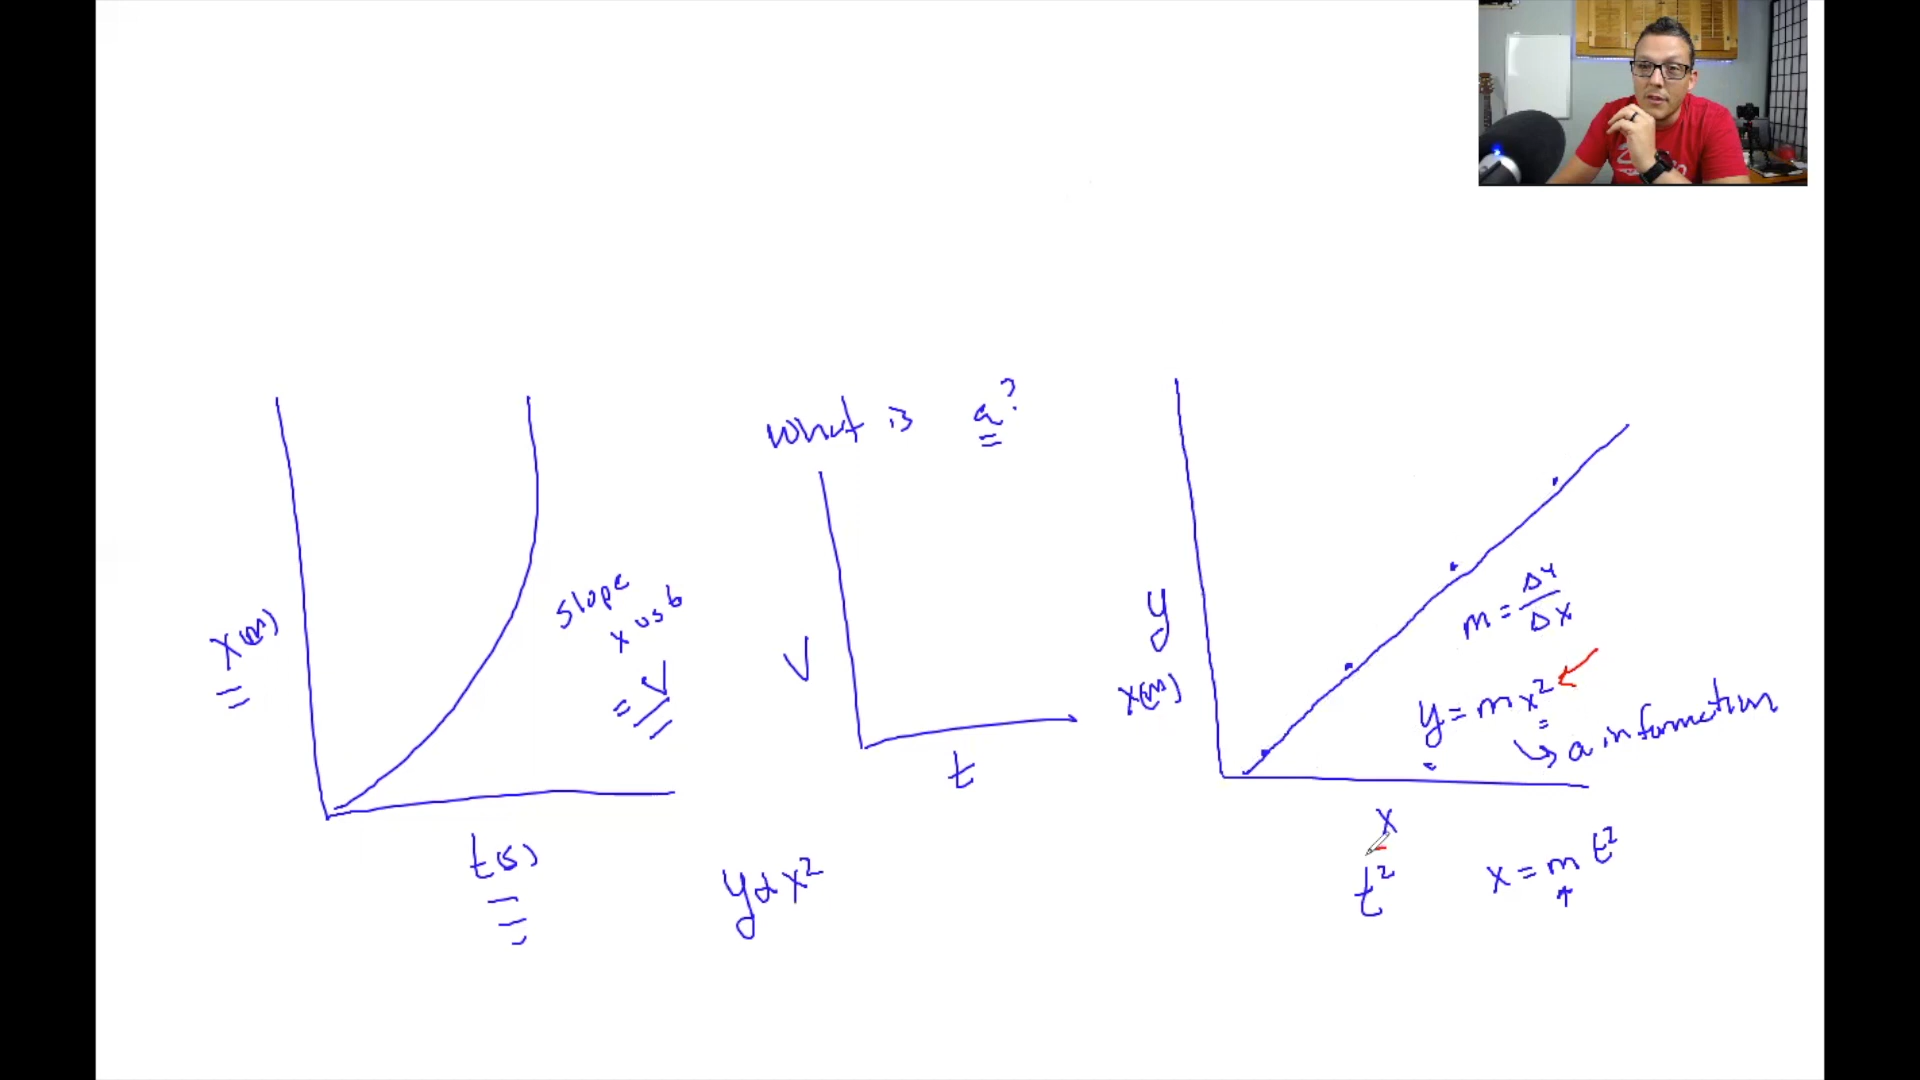 What is a?
x(m)
slope
x vs t
= V
t(s)
V
t
y ∝ x²
y
x(m)
m = Δy/Δx
y = mx²
↳ a information
x
t²
x = m t²